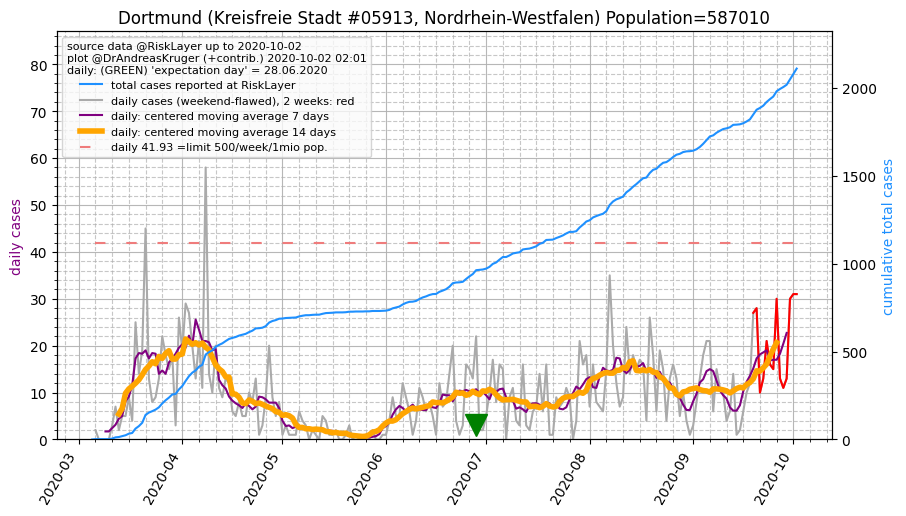 Dortmund (Kreisfreie Stadt #05913, Nordrhein-Westfalen) Population=587010
source data @RiskLayer up to 2020-10-02
plot @DrAndreasKruger (+contrib.) 2020-10-02 02:01
daily: (GREEN) 'expectation day' = 28.06.2020
total cases reported at RiskLayer
daily cases (weekend-flawed), 2 weeks: red
daily: centered moving average 7 days
daily: centered moving average 14 days
daily 41.93 =limit 500/week/1mio pop.
daily cases
80
70
60
50
40
30
20
10
0
cumulative total cases
2000
1500
1000
500
0
2020-03
2020-04
2020-05
2020-06
2020-07
2020-08
2020-09
2020-10